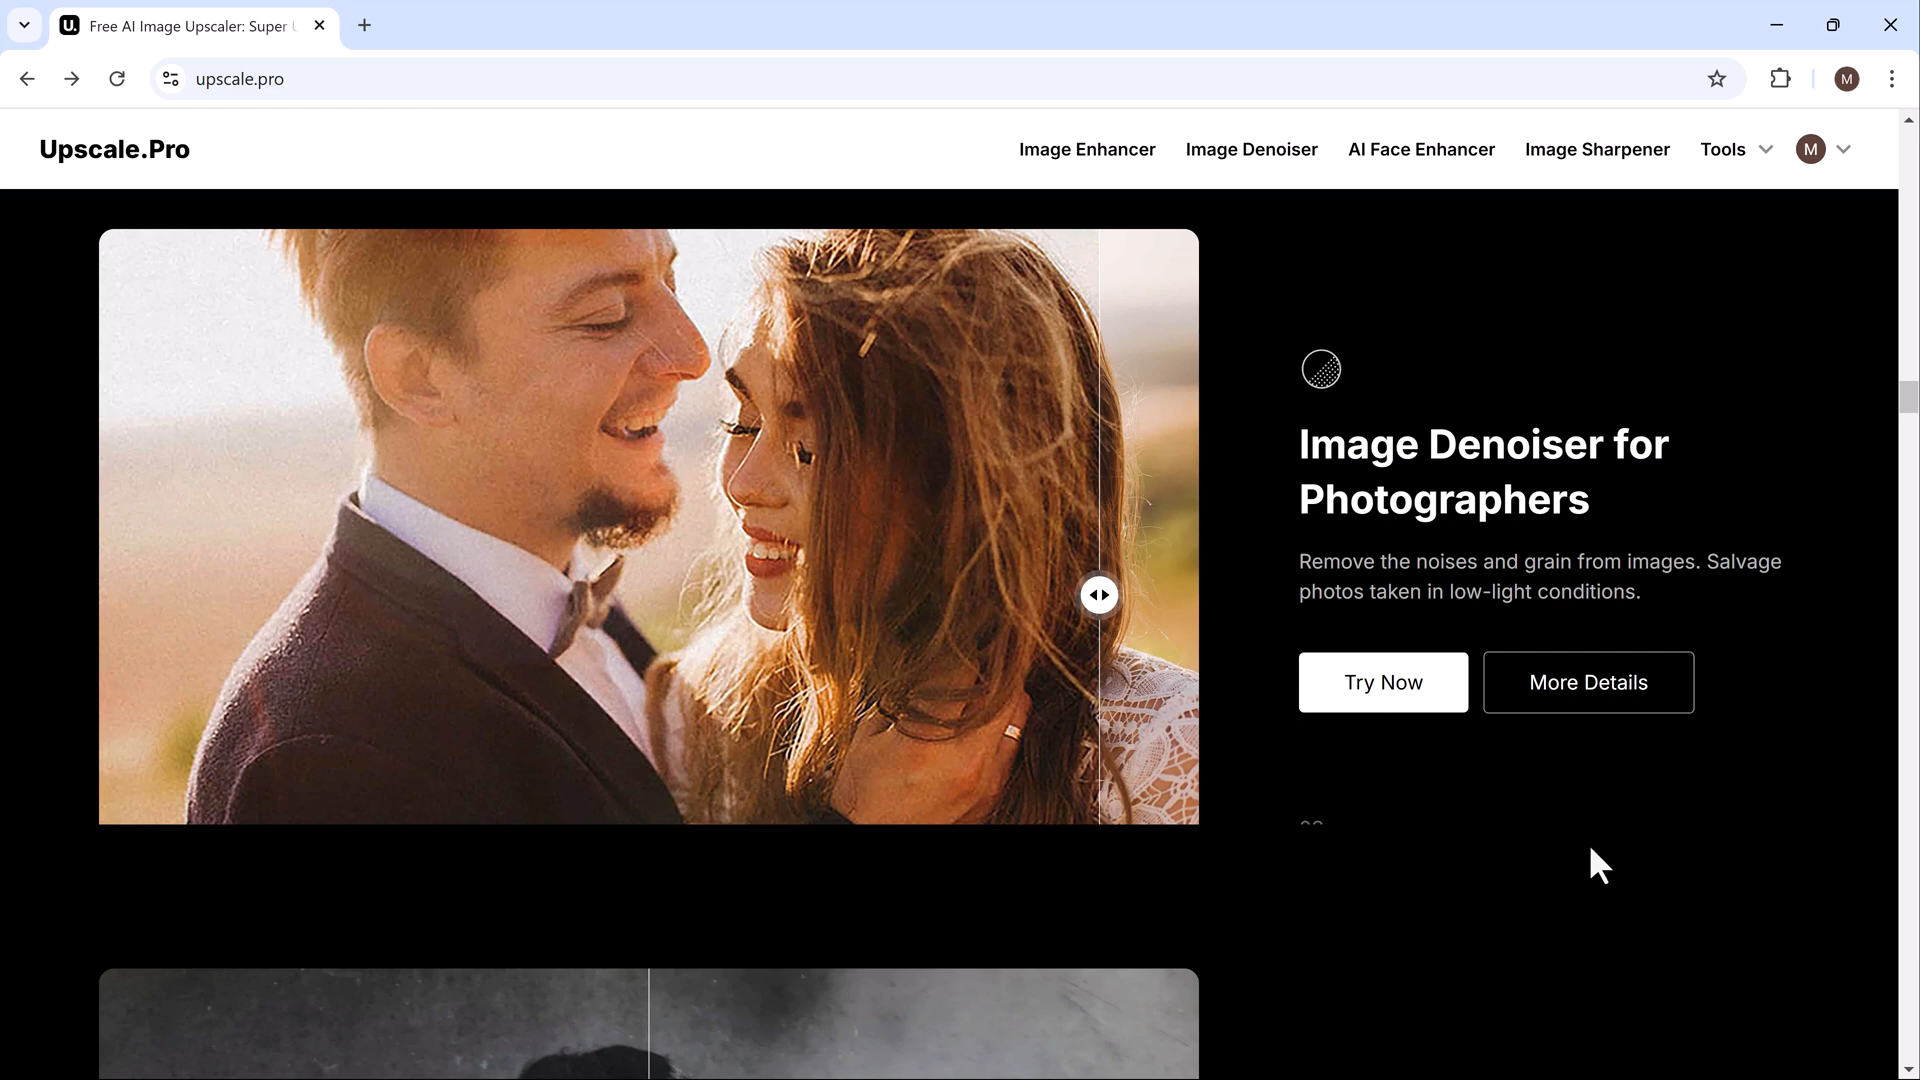 U.
Free AI Image Upscaler: Super
upscale.pro
M
Upscale.Pro
Image Enhancer
Image Denoiser
AI Face Enhancer
Image Sharpener
Tools
M
Image Denoiser for
Photographers
Remove the noises and grain from images. Salvage
photos taken in low-light conditions.
Try Now
More Details